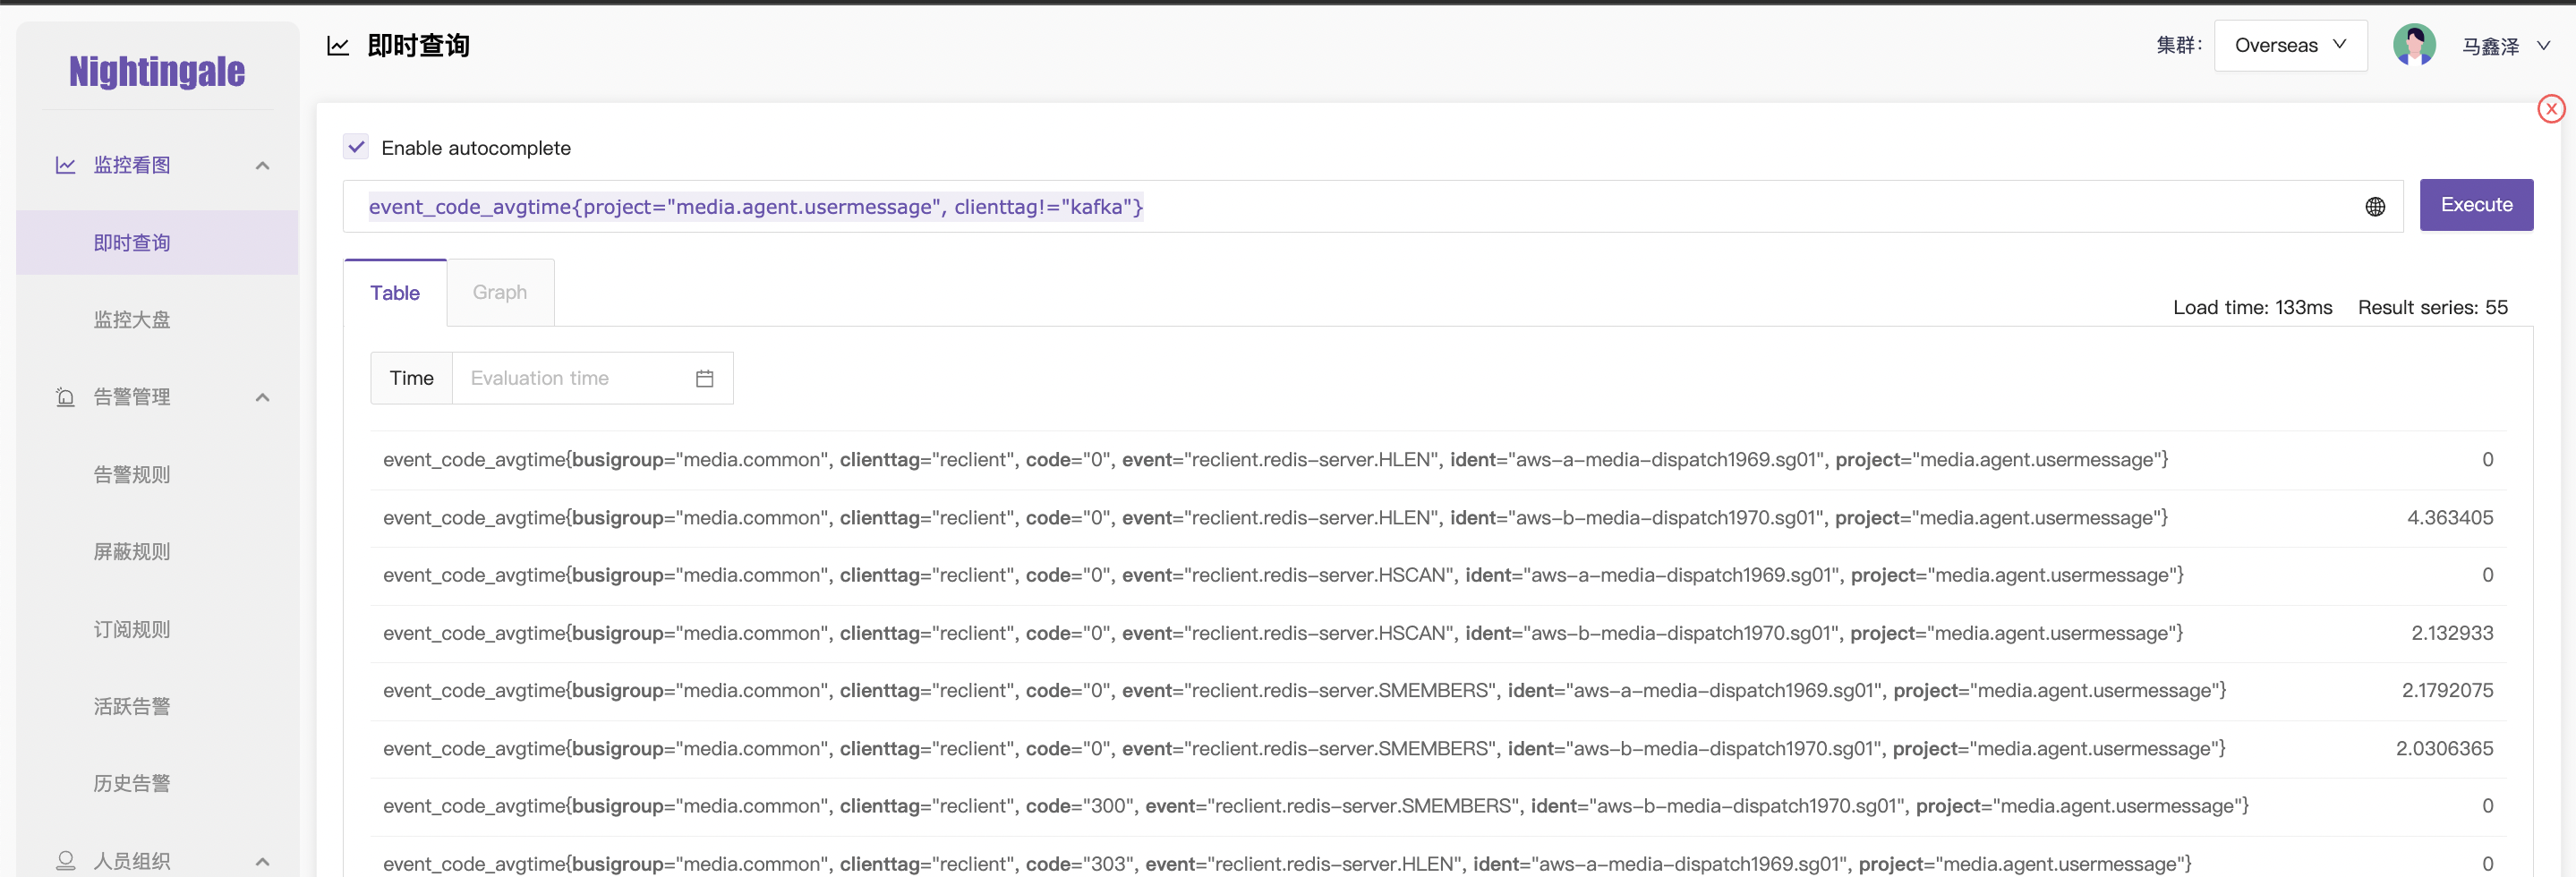 Nightingale
监控看图
即时查询
监控大盘
告警管理
告警规则
屏蔽规则
订阅规则
活跃告警
历史告警
人员组织
即时查询
集群: Overseas 马鑫泽
Enable autocomplete
event_code_avgtime{project="media.agent.usermessage", clienttag!="kafka"}
Execute
Table Graph
Load time: 133ms Result series: 55
Time Evaluation time
event_code_avgtime{busigroup="media.common", clienttag="reclient", code="0", event="reclient.redis-server.HLEN", ident="aws-a-media-dispatch1969.sg01", project="media.agent.usermessage"} 0
event_code_avgtime{busigroup="media.common", clienttag="reclient", code="0", event="reclient.redis-server.HLEN", ident="aws-b-media-dispatch1970.sg01", project="media.agent.usermessage"} 4.363405
event_code_avgtime{busigroup="media.common", clienttag="reclient", code="0", event="reclient.redis-server.HSCAN", ident="aws-a-media-dispatch1969.sg01", project="media.agent.usermessage"} 0
event_code_avgtime{busigroup="media.common", clienttag="reclient", code="0", event="reclient.redis-server.HSCAN", ident="aws-b-media-dispatch1970.sg01", project="media.agent.usermessage"} 2.132933
event_code_avgtime{busigroup="media.common", clienttag="reclient", code="0", event="reclient.redis-server.SMEMBERS", ident="aws-a-media-dispatch1969.sg01", project="media.agent.usermessage"} 2.1792075
event_code_avgtime{busigroup="media.common", clienttag="reclient", code="0", event="reclient.redis-server.SMEMBERS", ident="aws-b-media-dispatch1970.sg01", project="media.agent.usermessage"} 2.0306365
event_code_avgtime{busigroup="media.common", clienttag="reclient", code="300", event="reclient.redis-server.SMEMBERS", ident="aws-b-media-dispatch1970.sg01", project="media.agent.usermessage"} 0
event_code_avgtime{busigroup="media.common", clienttag="reclient", code="303", event="reclient.redis-server.HLEN", ident="aws-a-media-dispatch1969.sg01", project="media.agent.usermessage"} 0